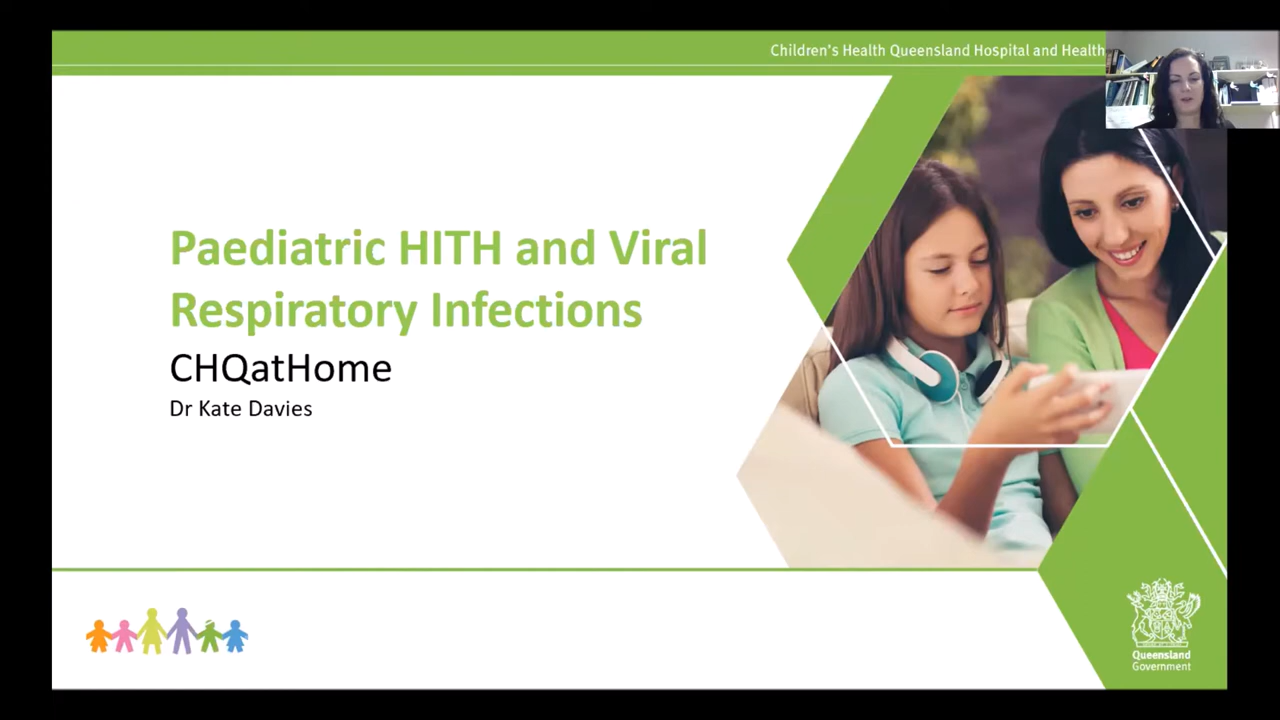 Children's Health Queensland Hospital and Health
Paediatric HITH and Viral
Respiratory Infections
CHQatHome
Dr Kate Davies
Queensland
Government